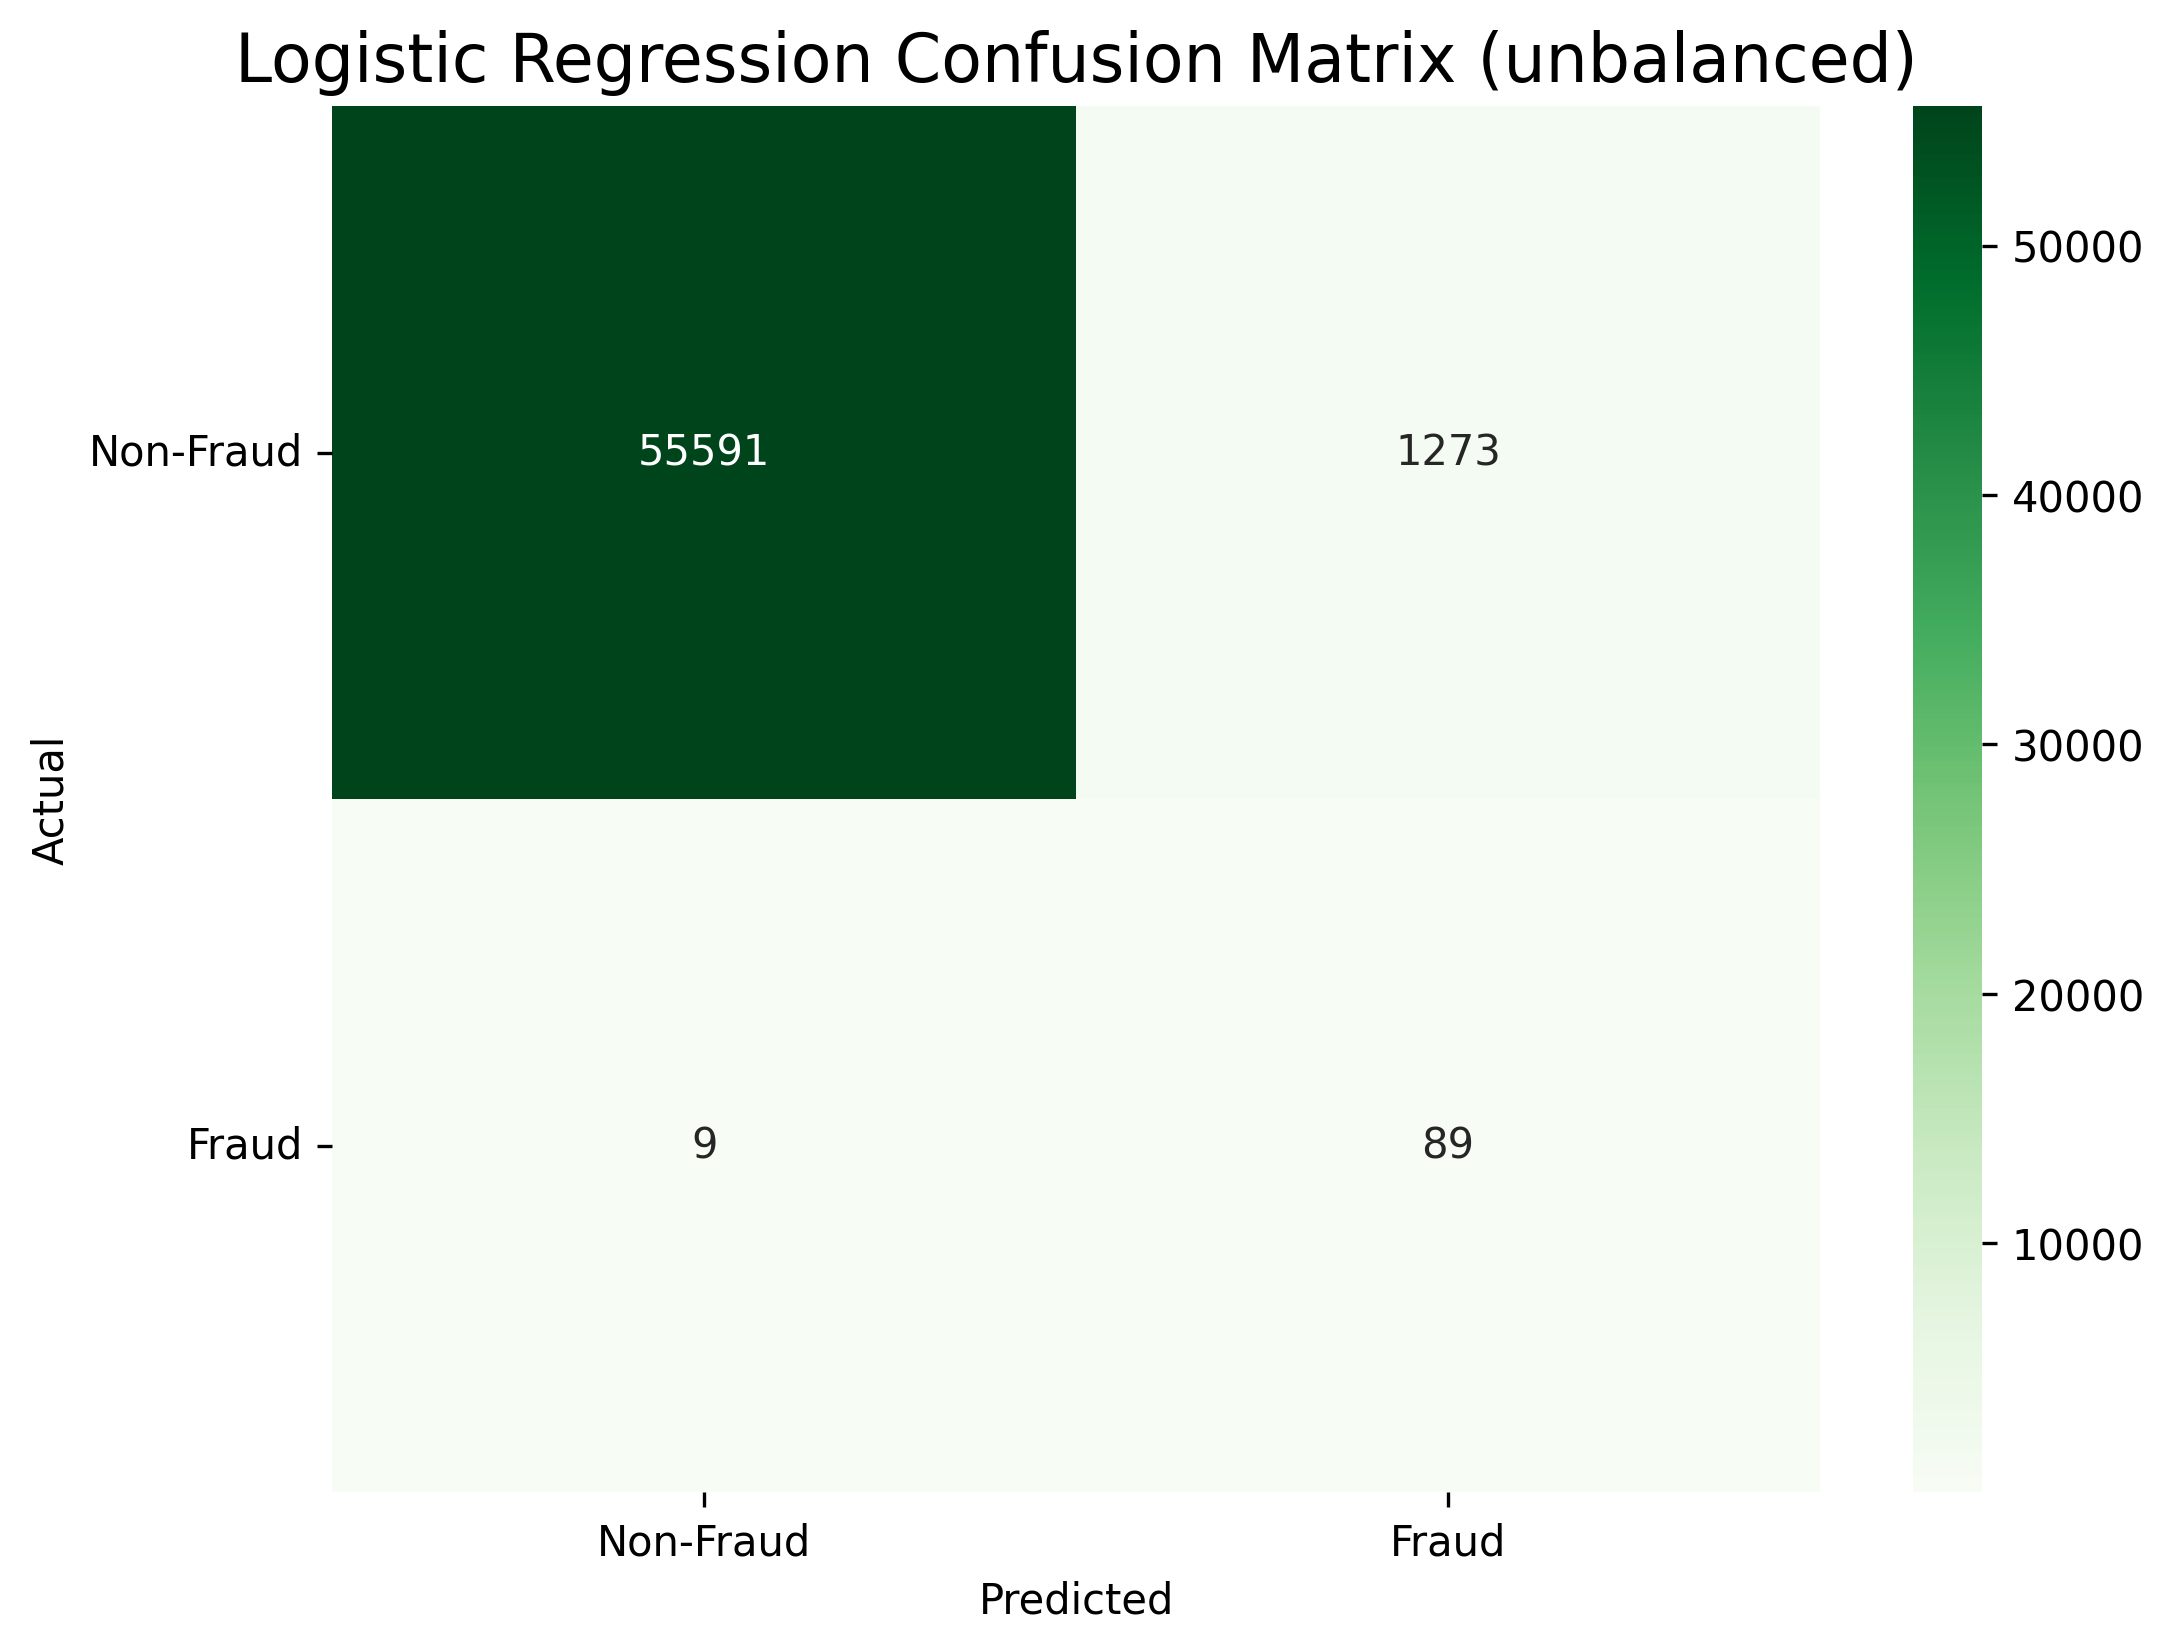 Logistic Regression Confusion Matrix (unbalanced)
Actual
Non-Fraud
55591
1273
Fraud
9
89
Non-Fraud
Fraud
Predicted
50000
40000
30000
20000
10000